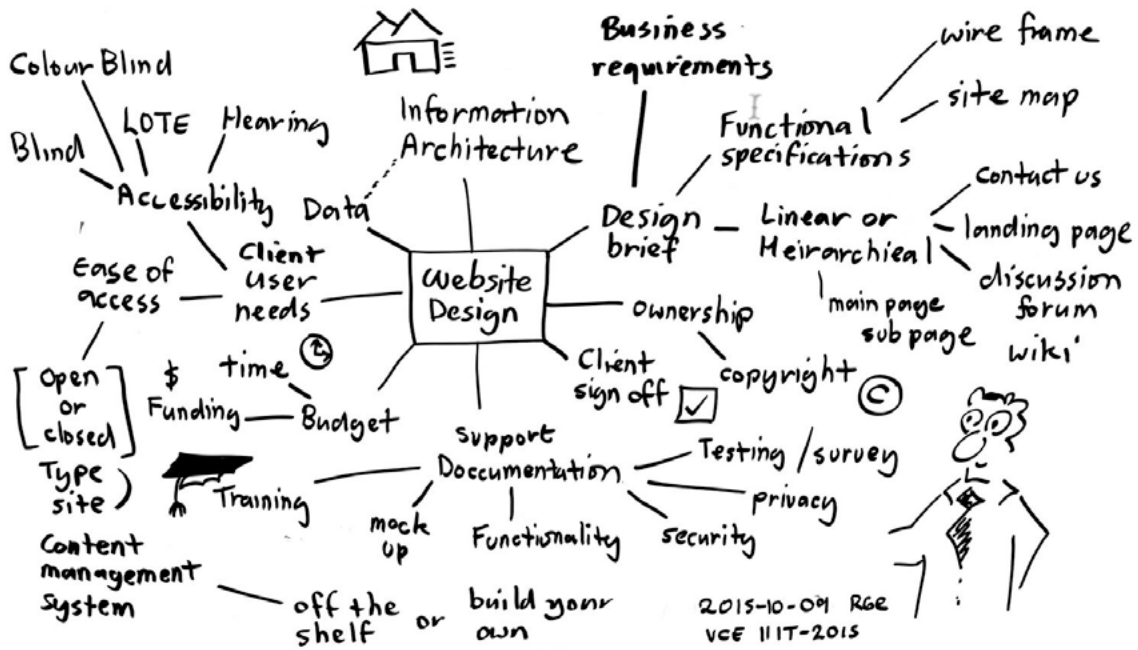 Colour Blind
Blind
LOTE
Hearing
Accessibility
Information
Architecture
Data
Business
requirements
Functional
specifications
wire frame
site map
Design
brief
Linear or
Heirarchieal
contact us
landing page
discussion
forum
wiki
main page
sub page
Website
Design
Client
user
needs
Ease of
access
Open
or
closed
Type
site
ownership
copyright
©
Client
sign off
time
$
Funding
Budget
support
Doccumentation
Training
mock
up
Functionality
security
privacy
Testing / survey
Content
management
system
off the
shelf
or
build your
own
2015-10-09 RGR
VCE IIIT-2015